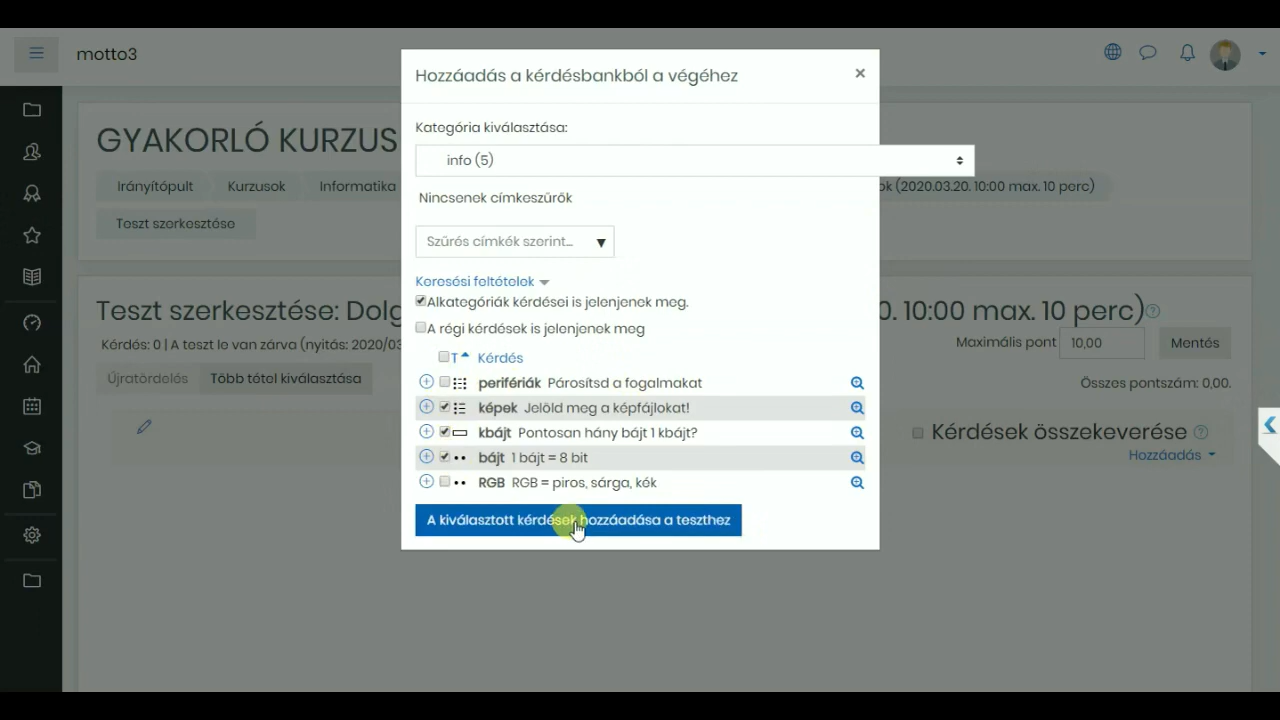 motto3
Hozzáadás a kérdésbankból a végéhez
×
Kategória kiválasztása:
info (5)
Nincsenek címkeszűrők
Szűrés címkék szerint... ▼
Keresési feltételek
Alkategóriák kérdései is jelenjenek meg.
A régi kérdések is jelenjenek meg
T Kérdés
perifériák Párosítsd a fogalmakat
képek Jelöld meg a képfájlokat!
kbájt Pontosan hány bájt 1 kbájt?
bájt 1 bájt = 8 bit
RGB RGB = piros, sárga, kék
A kiválasztott kérdések hozzáadása a teszthez
GYAKORLÓ KURZUS
Irányítópult Kurzusok Informatika
ok (2020.03.20. 10:00 max. 10 perc)
Teszt szerkesztése
Teszt szerkesztése: Dolg
0. 10:00 max. 10 perc)
Kérdés: 0 | A teszt le van zárva (nyitás: 2020/03
Maximális pont 10,00 Mentés
Újratördelés Több tétel kiválasztása
Összes pontszám: 0,00.
Kérdések összekeverése
Hozzáadás